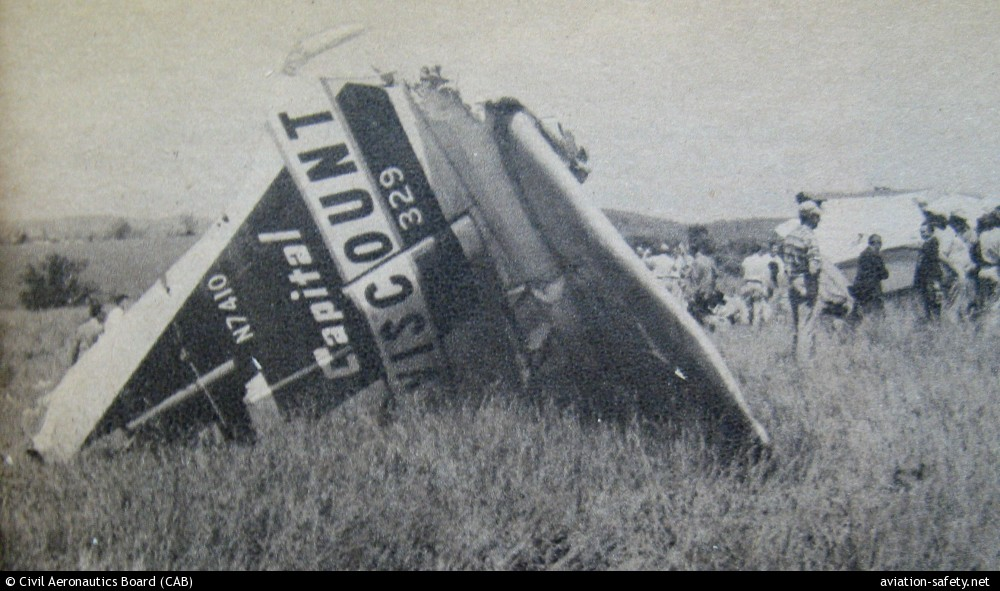 VISCOUNT
329
Capital
N7410
© Civil Aeronautics Board (CAB)
aviation-safety.net